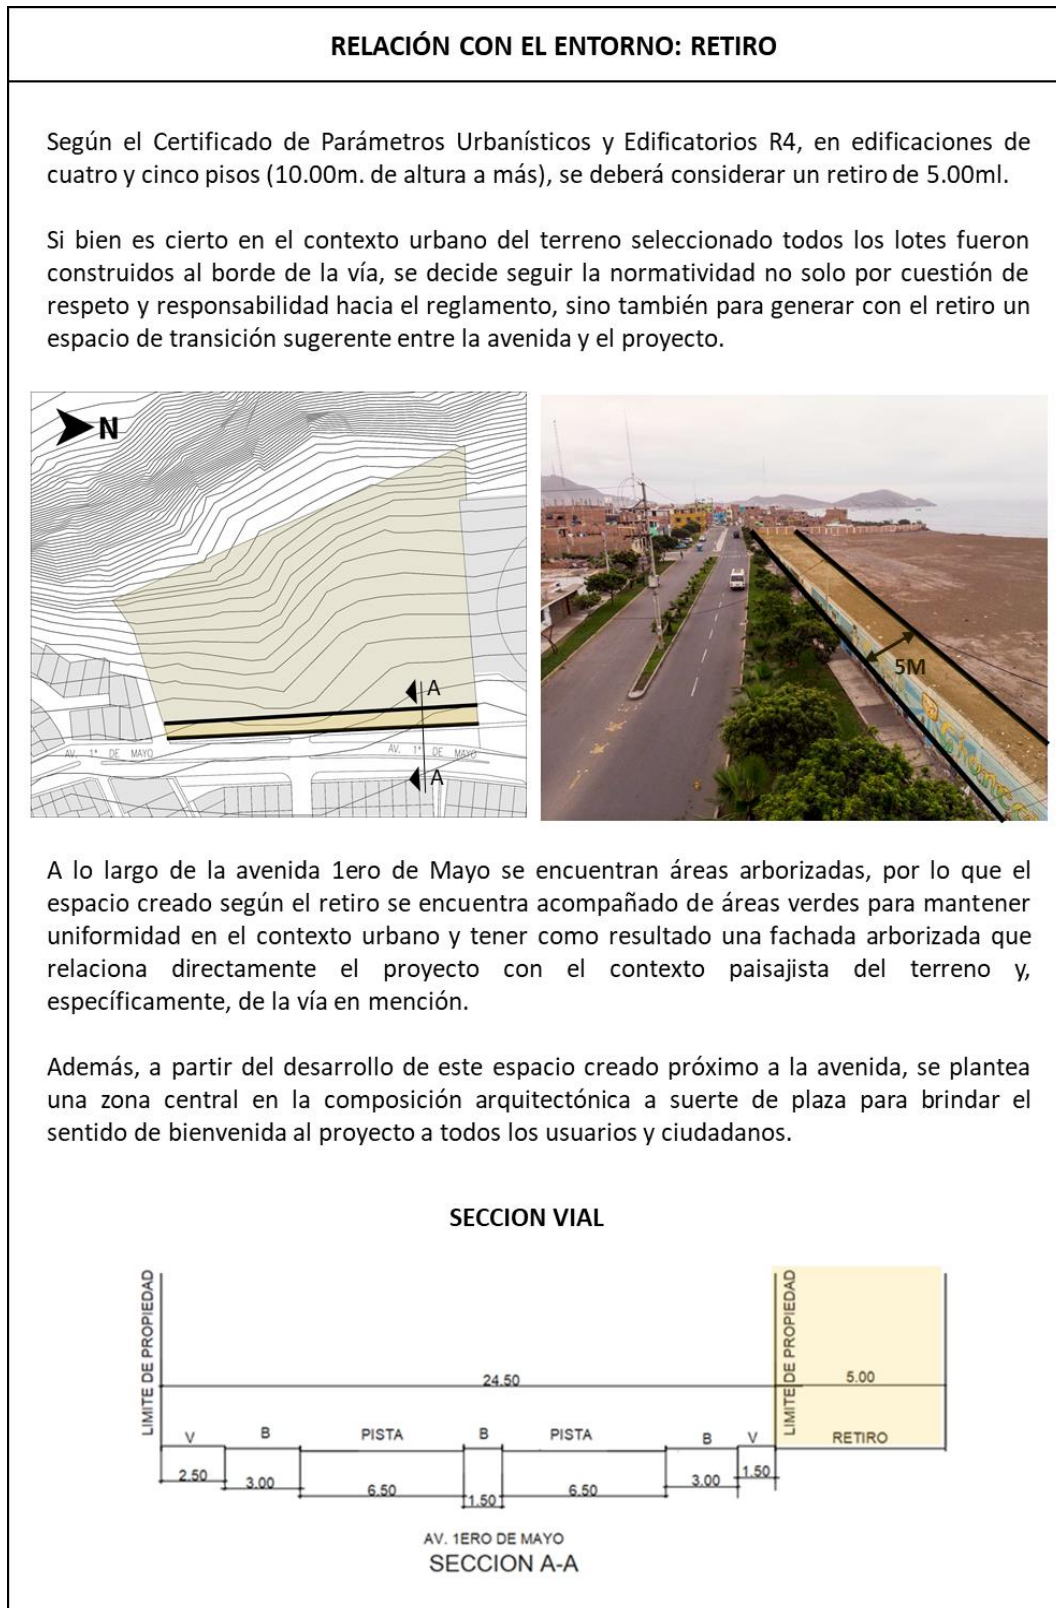 RELACIÓN CON EL ENTORNO: RETIRO
Según el Certificado de Parámetros Urbanísticos y Edificatorios R4, en edificaciones de
cuatro y cinco pisos (10.00m. de altura a más), se deberá considerar un retiro de 5.00ml.
Si bien es cierto en el contexto urbano del terreno seleccionado todos los lotes fueron
construidos al borde de la vía, se decide seguir la normatividad no solo por cuestión de
respeto y responsabilidad hacia el reglamento, sino también para generar con el retiro un
espacio de transición sugerente entre la avenida y el proyecto.
N
A
AV. 1° DE MAYO
AV. 1° DE MAYO
A
5M
A lo largo de la avenida 1ero de Mayo se encuentran áreas arborizadas, por lo que el
espacio creado según el retiro se encuentra acompañado de áreas verdes para mantener
uniformidad en el contexto urbano y tener como resultado una fachada arborizada que
relaciona directamente el proyecto con el contexto paisajista del terreno y,
específicamente, de la vía en mención.
Además, a partir del desarrollo de este espacio creado próximo a la avenida, se plantea
una zona central en la composición arquitectónica a suerte de plaza para brindar el
sentido de bienvenida al proyecto a todos los usuarios y ciudadanos.
SECCION VIAL
LIMITE DE PROPIEDAD
LIMITE DE PROPIEDAD
24.50
5.00
V B PISTA B PISTA B V RETIRO
2.50 3.00 6.50 1.50 6.50 3.00 1.50
AV. 1ERO DE MAYO
SECCION A-A